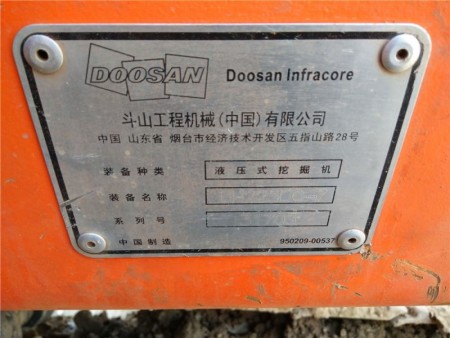 DOOSAN Doosan Infracore
斗山工程机械(中国)有限公司
中国 山东省 烟台市经济技术开发区五指山路28号
装备种类 液压式挖掘机
装备名称
系列号
中国制造 950209-00537